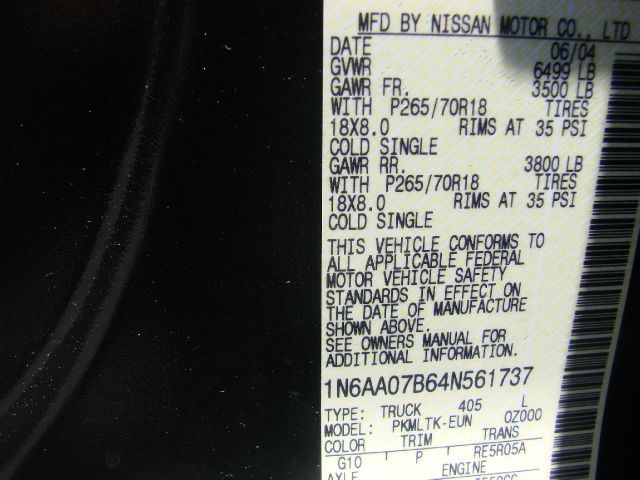 MFD BY NISSAN MOTOR CO., LTD
DATE 06/04
GVWR 6499 LB
GAWR FR. 3500 LB
WITH P265/70R18 TIRES
18X8.0 RIMS AT 35 PSI
COLD SINGLE
GAWR RR. 3800 LB
WITH P265/70R18 TIRES
18X8.0 RIMS AT 35 PSI
COLD SINGLE
THIS VEHICLE CONFORMS TO
ALL APPLICABLE FEDERAL
MOTOR VEHICLE SAFETY
STANDARDS IN EFFECT ON
THE DATE OF MANUFACTURE
SHOWN ABOVE.
SEE OWNERS MANUAL FOR
ADDITIONAL INFORMATION.
1N6AA07B64N561737
TYPE: TRUCK 405 L
MODEL: PKMLTK-EUN 0Z000
COLOR TRIM TRANS
G10 P RE5R05A
AXLE ENGINE